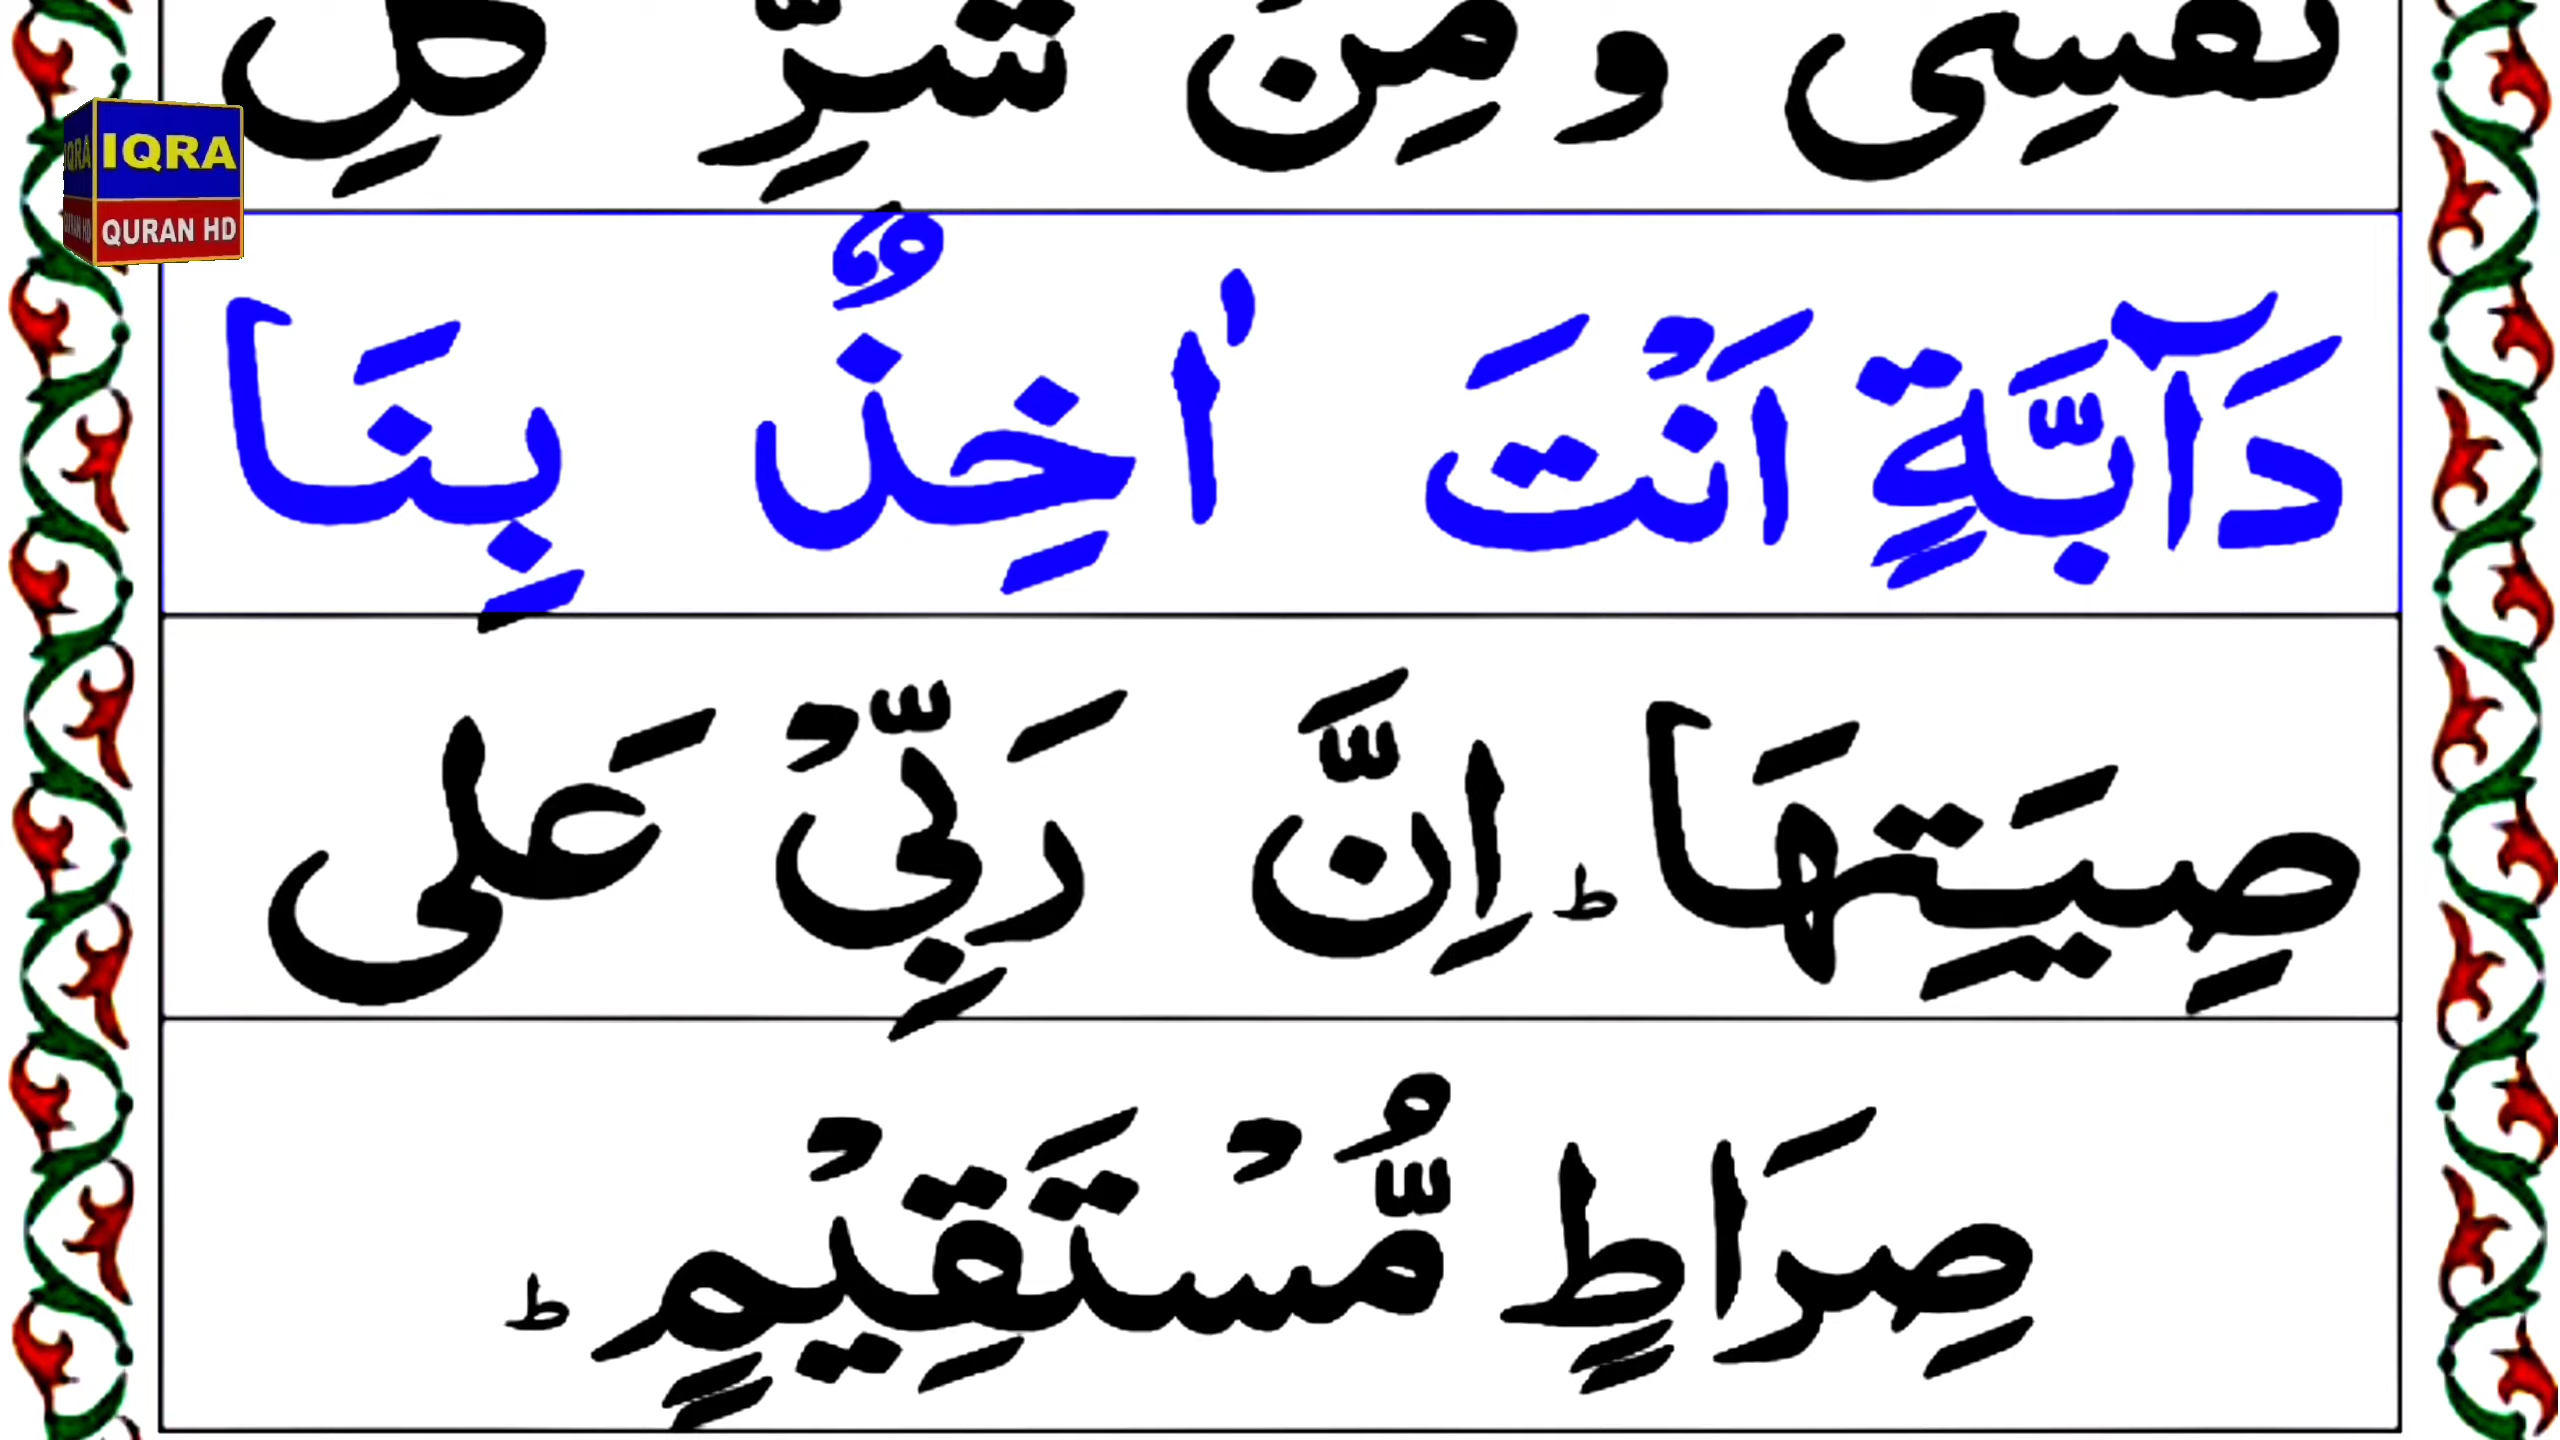 نَفْسِیْ وَ مِنْ شَرِّ كُلِّ
IQRA
QURAN HD
دَآبَّةٍ اَنْتَ اٰخِذٌۢ بِنَا
صِیَتِهَا ؕ اِنَّ رَبِّیْ عَلٰی
صِرَاطٍ مُّسْتَقِیْمٍ ؕ